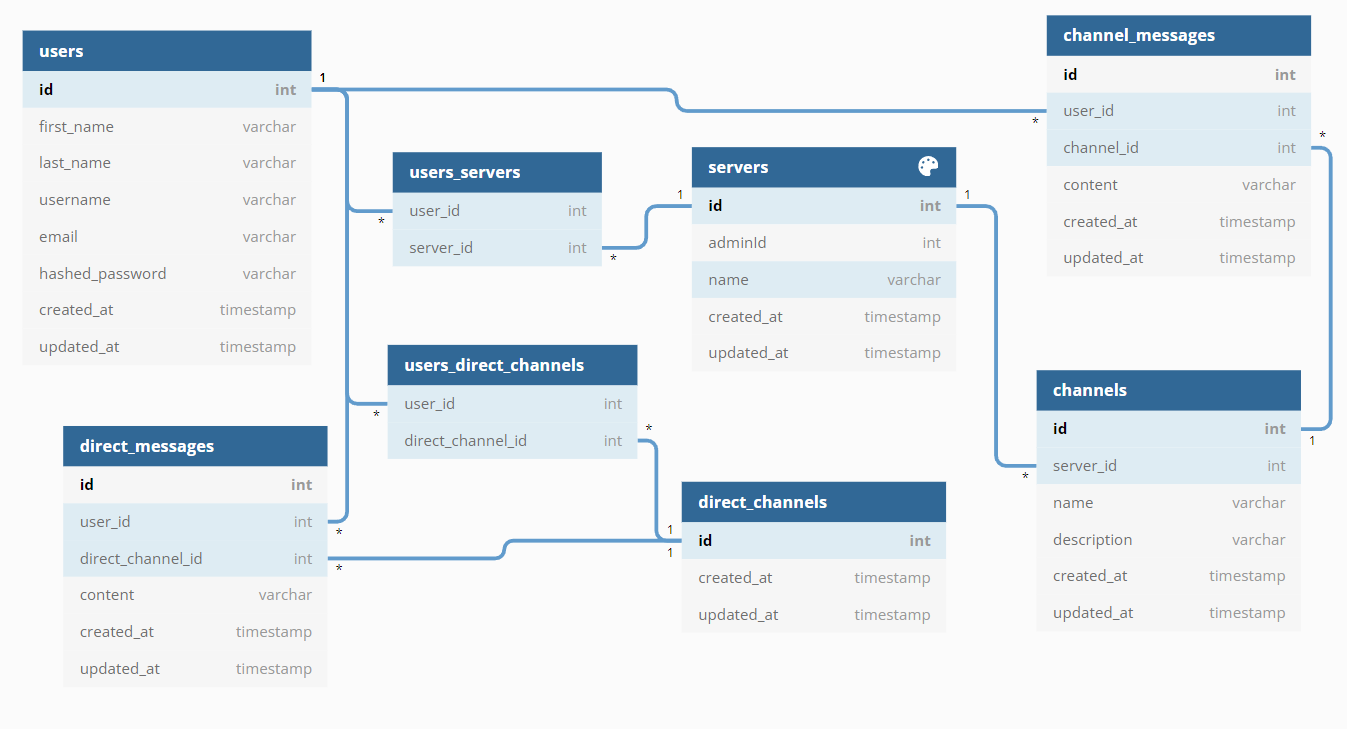 users
id int
first_name varchar
last_name varchar
username varchar
email varchar
hashed_password varchar
created_at timestamp
updated_at timestamp
1
users_servers
user_id int
server_id int
*
*
servers
id int
adminId int
name varchar
created_at timestamp
updated_at timestamp
1
1
channel_messages
id int
user_id int
channel_id int
content varchar
created_at timestamp
updated_at timestamp
*
*
users_direct_channels
user_id int
direct_channel_id int
*
*
direct_messages
id int
user_id int
direct_channel_id int
content varchar
created_at timestamp
updated_at timestamp
*
*
direct_channels
id int
created_at timestamp
updated_at timestamp
1
1
channels
id int
server_id int
name varchar
description varchar
created_at timestamp
updated_at timestamp
1
*